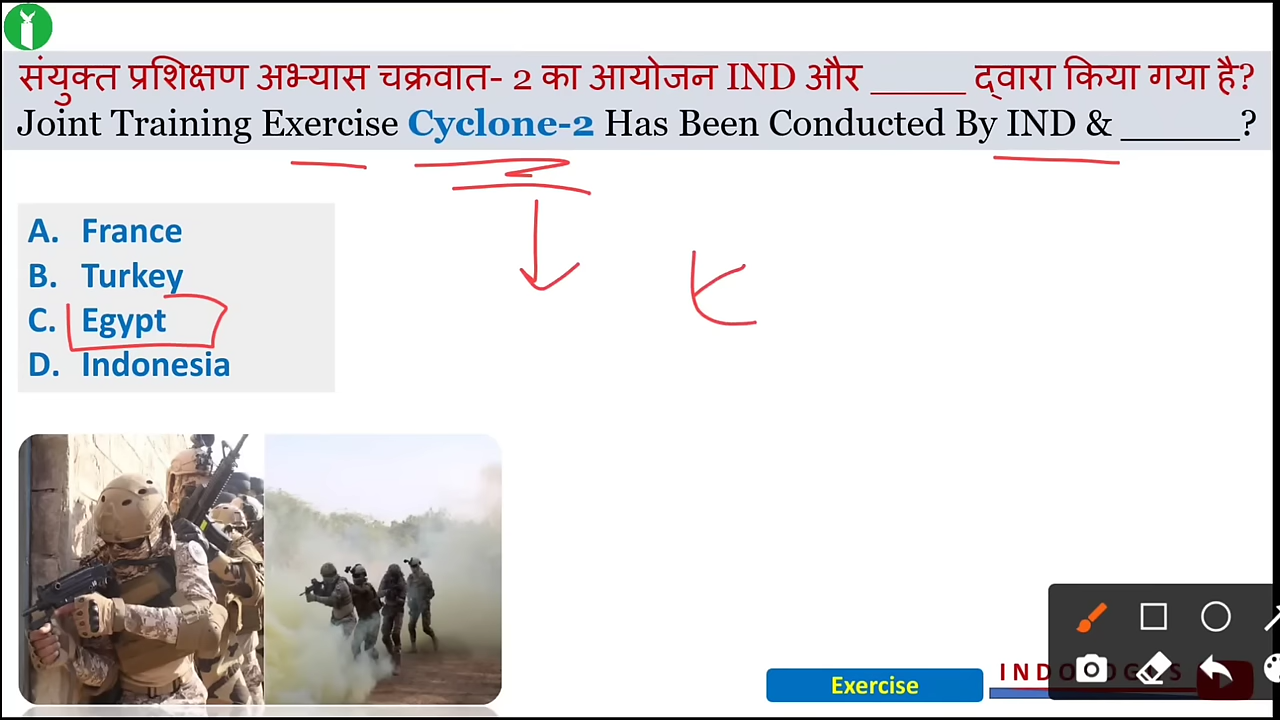 संयुक्त प्रशिक्षण अभ्यास चक्रवात- 2 का आयोजन IND और _____ द्वारा किया गया है?
Joint Training Exercise Cyclone-2 Has Been Conducted By IND & ______?
A. France
B. Turkey
C. Egypt
D. Indonesia
Exercise